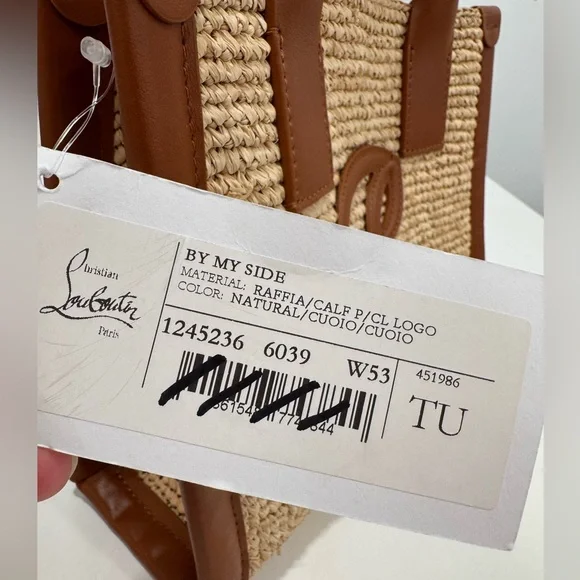 Christian
Louboutin
Paris
BY MY SIDE
MATERIAL: RAFFIA/CALF P/CL LOGO
COLOR: NATURAL/CUOIO/CUOIO
1245236 6039 W53
451986
TU